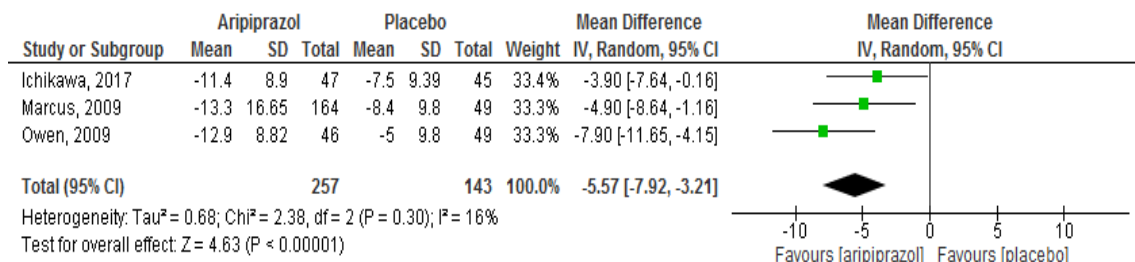 Aripiprazol Placebo Mean Difference Mean Difference
Study or Subgroup Mean SD Total Mean SD Total Weight IV, Random, 95% CI IV, Random, 95% CI
Ichikawa, 2017 -11.4 8.9 47 -7.5 9.39 45 33.4% -3.90 [-7.64, -0.16]
Marcus, 2009 -13.3 16.65 164 -8.4 9.8 49 33.3% -4.90 [-8.64, -1.16]
Owen, 2009 -12.9 8.82 46 -5 9.8 49 33.3% -7.90 [-11.65, -4.15]
Total (95% CI) 257 143 100.0% -5.57 [-7.92, -3.21]
Heterogeneity: Tau² = 0.68; Chi² = 2.38, df = 2 (P = 0.30); I² = 16%
Test for overall effect: Z = 4.63 (P < 0.00001)
-10 -5 0 5 10
Favours [aripiprazol] Favours [placebo]